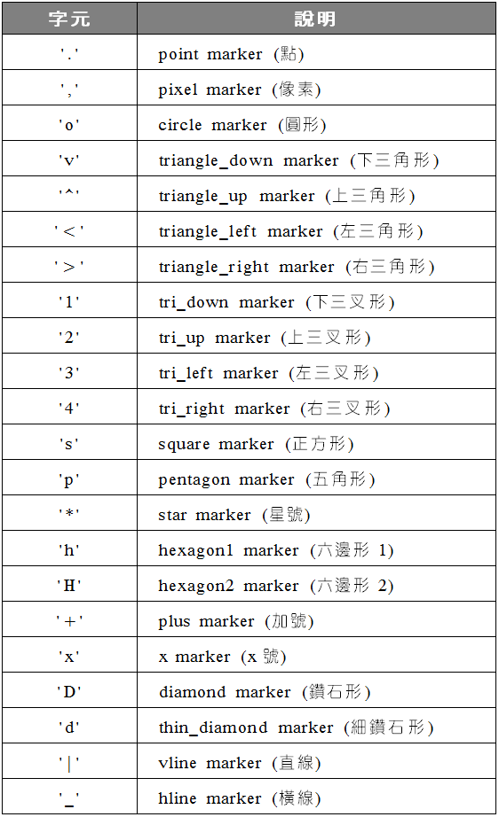 字元 說明
'.' point marker (點)
',' pixel marker (像素)
'o' circle marker (圓形)
'v' triangle_down marker (下三角形)
'^' triangle_up marker (上三角形)
'<' triangle_left marker (左三角形)
'>' triangle_right marker (右三角形)
'1' tri_down marker (下三叉形)
'2' tri_up marker (上三叉形)
'3' tri_left marker (左三叉形)
'4' tri_right marker (右三叉形)
's' square marker (正方形)
'p' pentagon marker (五角形)
'*' star marker (星號)
'h' hexagon1 marker (六邊形 1)
'H' hexagon2 marker (六邊形 2)
'+' plus marker (加號)
'x' x marker (x 號)
'D' diamond marker (鑽石形)
'd' thin_diamond marker (細鑽石形)
'|' vline marker (直線)
'_' hline marker (橫線)